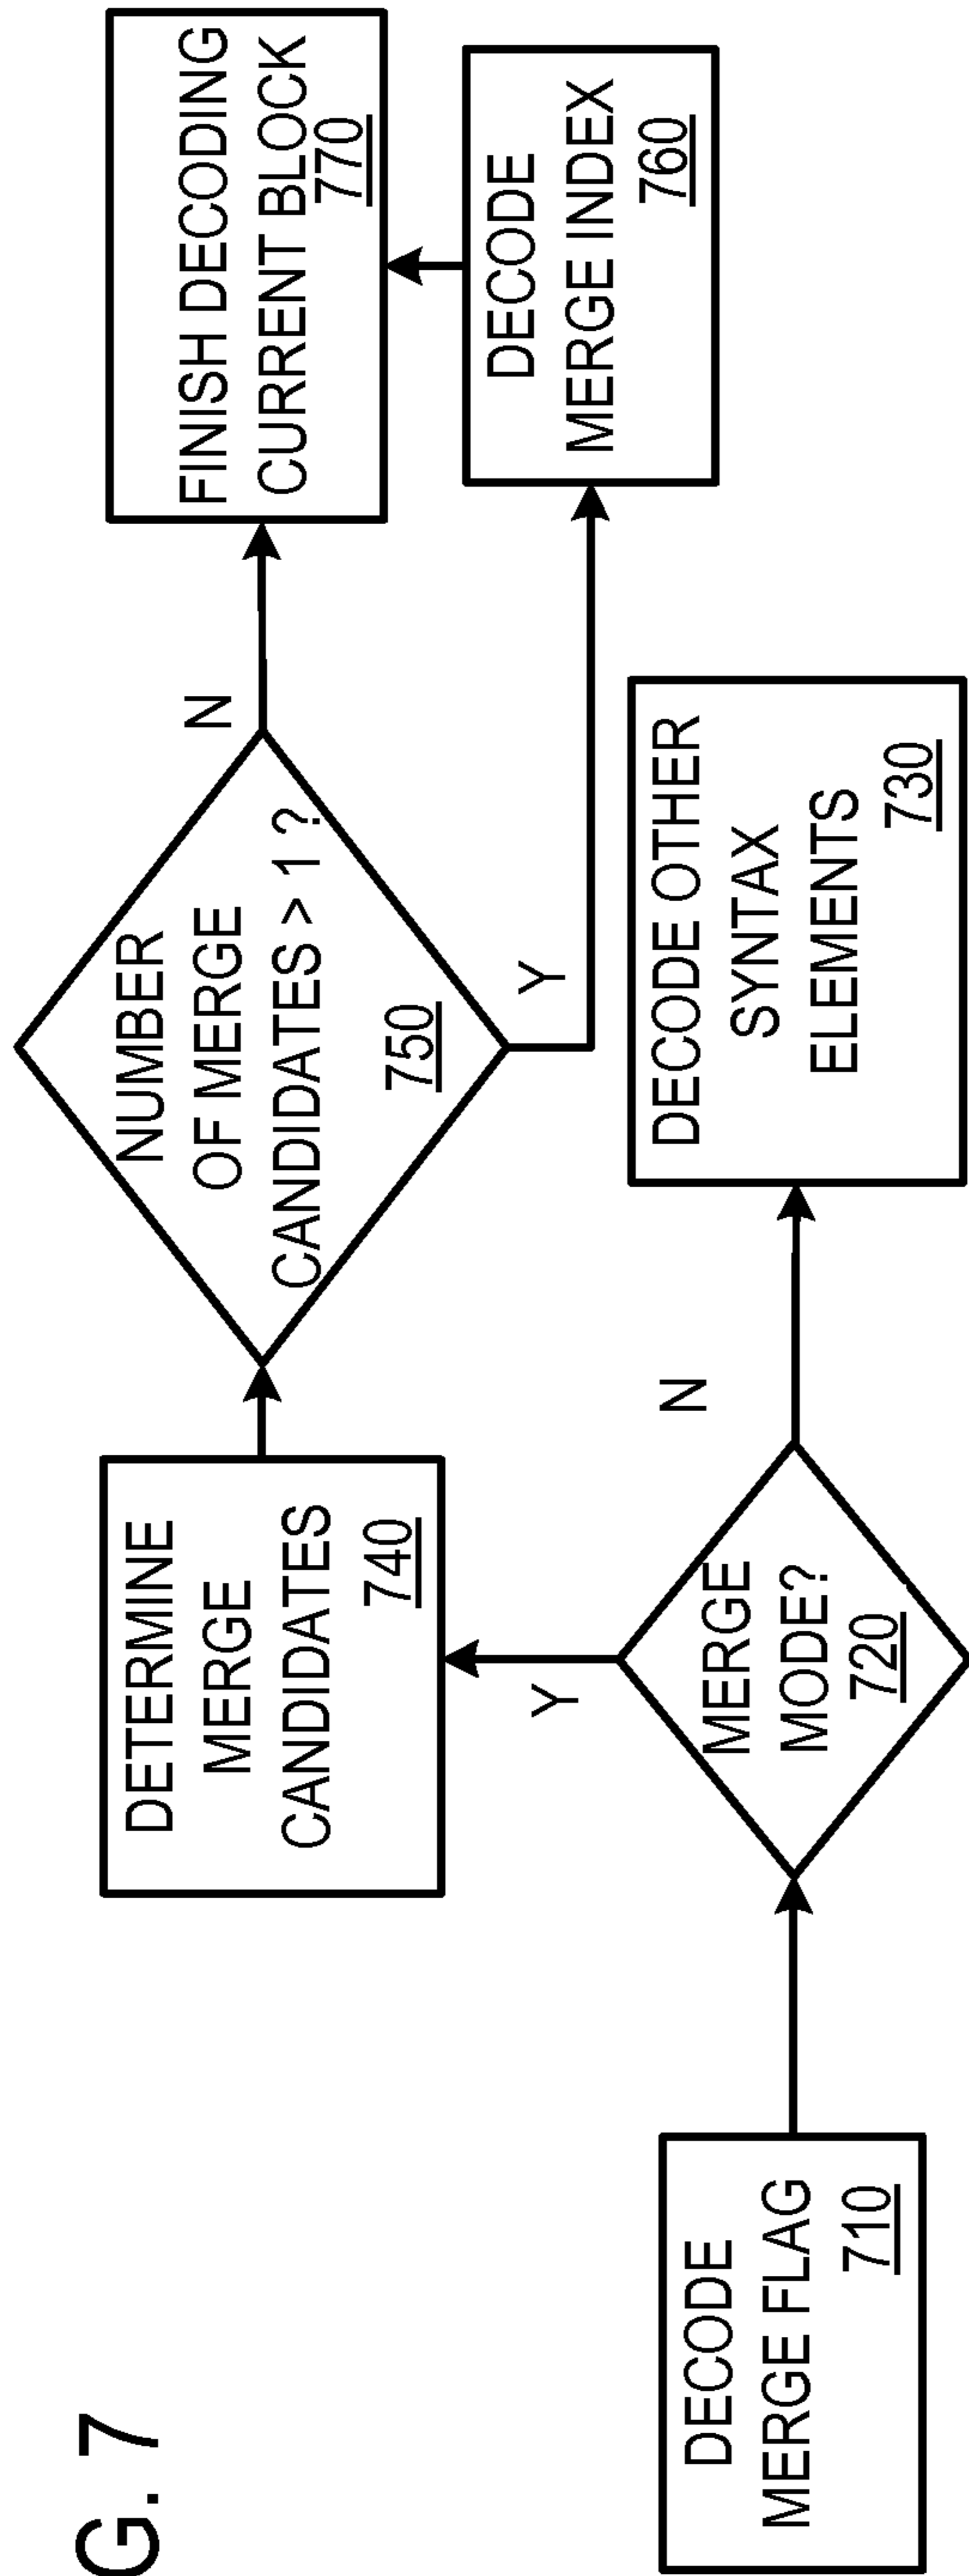 G. 7
DECODE
MERGE FLAG
710
MERGE
MODE?
720
Y
N
DECODE OTHER
SYNTAX
ELEMENTS
730
DETERMINE
MERGE
CANDIDATES
740
NUMBER
OF MERGE
CANDIDATES > 1 ?
750
N
Y
DECODE
MERGE INDEX
760
FINISH DECODING
CURRENT BLOCK
770